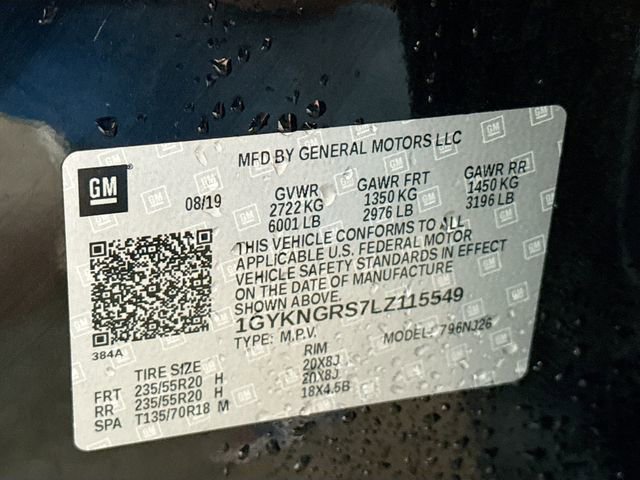 MFD BY GENERAL MOTORS LLC
GM
08/19
GVWR GAWR FRT GAWR RR
2722 KG 1350 KG 1450 KG
6001 LB 2976 LB 3196 LB
THIS VEHICLE CONFORMS TO ALL
APPLICABLE U.S. FEDERAL MOTOR
VEHICLE SAFETY STANDARDS IN EFFECT
ON THE DATE OF MANUFACTURE
SHOWN ABOVE.
1GYKNGRS7LZ115549
TYPE: M.P.V. MODEL: 796NJ26
384A
TIRE SIZE RIM
FRT 235/55R20 H 20X8J
RR 235/55R20 H 20X8J
SPA T135/70R18 M 18X4.5B